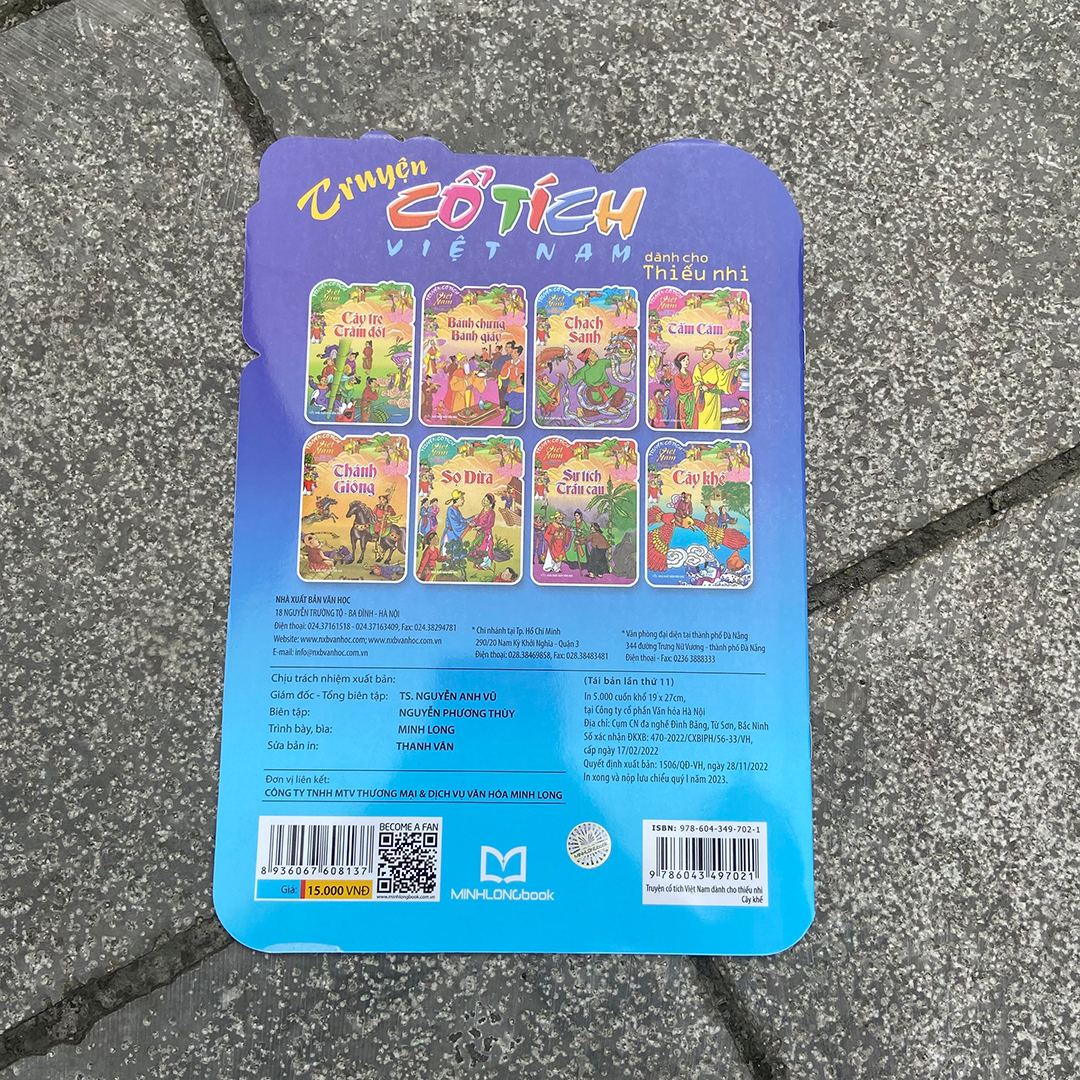 Truyện
CỔ TÍCH
VIỆT NAM
dành cho
Thiếu nhi
Cây tre
Trăm đốt
Bánh chưng
Bánh giầy
Thạch
Sanh
Tấm Cám
Thánh
Gióng
Sọ Dừa
Sự tích
Trầu cau
Cây khế
NHÀ XUẤT BẢN VĂN HỌC
18 NGUYỄN TRƯỜNG TỘ - BA ĐÌNH - HÀ NỘI
Điện thoại: 024.37161518 - 024.37163409, Fax: 024.38294781
Website: www.nxbvanhoc.com; www.nxbvanhoc.com.vn
E-mail: info@nxbvanhoc.com.vn
* Chi nhánh tại Tp. Hồ Chí Minh
290/20 Nam Kỳ Khởi Nghĩa - Quận 3
Điện thoại: 028.38469858, Fax: 028.38483481
* Văn phòng đại diện tại thành phố Đà Nẵng
344 đường Trưng Nữ Vương - thành phố Đà Nẵng
Điện thoại - Fax: 0236 3888333
Chịu trách nhiệm xuất bản:
Giám đốc - Tổng biên tập: TS. NGUYỄN ANH VŨ
Biên tập: NGUYỄN PHƯƠNG THÙY
Trình bày, bìa: MINH LONG
Sửa bản in: THANH VÂN
Đơn vị liên kết:
CÔNG TY TNHH MTV THƯƠNG MẠI & DỊCH VỤ VĂN HÓA MINH LONG
(Tái bản lần thứ 11)
In 5.000 cuốn khổ 19 x 27cm,
tại Công ty cổ phần Văn hóa Hà Nội
Địa chỉ: Cụm CN đa nghề Đình Bảng, Từ Sơn, Bắc Ninh
Số xác nhận ĐKXB: 470-2022/CXBIPH/56-33/VH,
cấp ngày 17/02/2022
Quyết định xuất bản: 1506/QĐ-VH, ngày 28/11/2022
In xong và nộp lưu chiểu quý I năm 2023.
BECOME A FAN
8 936067 608137
Giá: 15.000 VNĐ
www.minhlongbook.com.vn
MINHLONGbook
ISBN: 978-604-349-702-1
9 786043 497021
Truyện cổ tích Việt Nam dành cho thiếu nhi
Cây khế